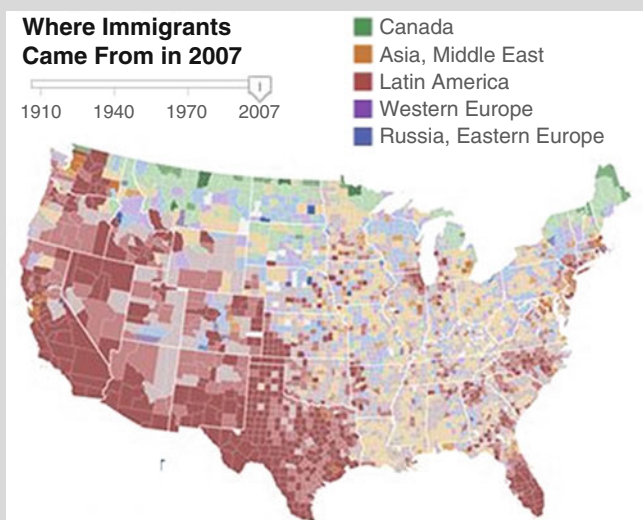 Where Immigrants
Came From in 2007
1910 1940 1970 2007
Canada
Asia, Middle East
Latin America
Western Europe
Russia, Eastern Europe